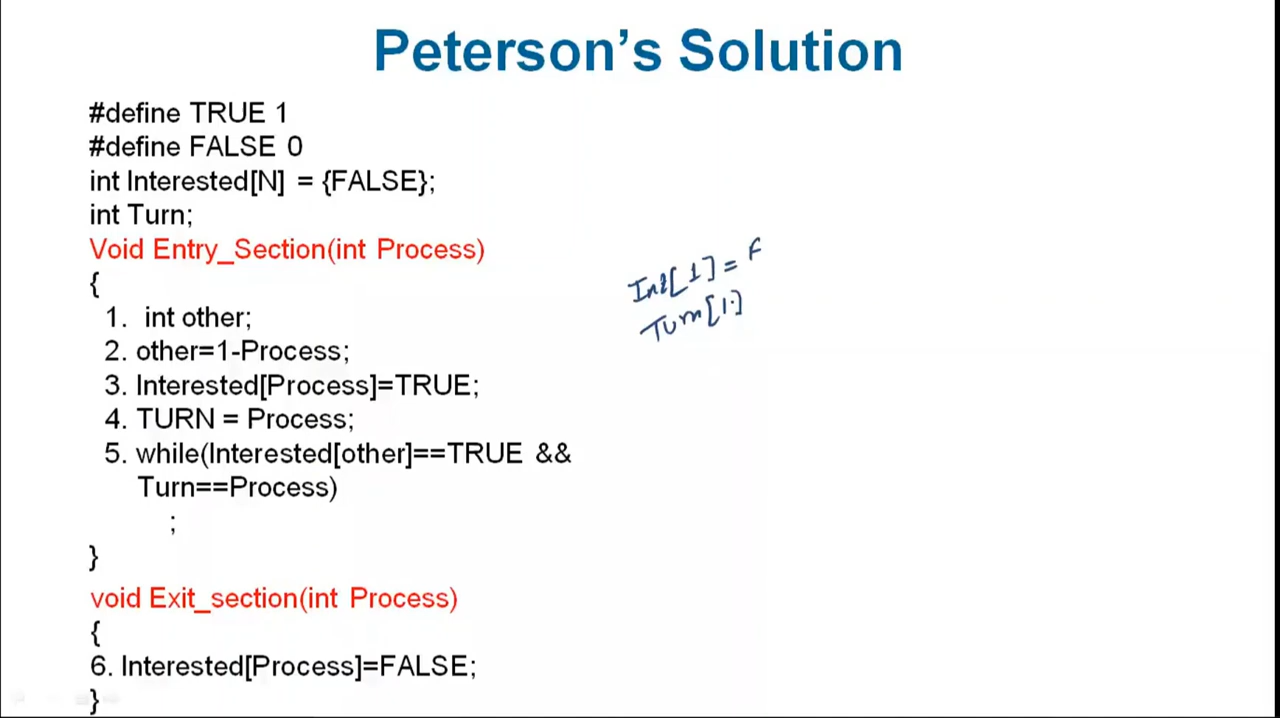 Peterson's Solution
#define TRUE 1
#define FALSE 0
int Interested[N] = {FALSE};
int Turn;
Void Entry_Section(int Process)
{
1. int other;
2. other=1-Process;
3. Interested[Process]=TRUE;
4. TURN = Process;
5. while(Interested[other]==TRUE &&
Turn==Process)
;
}
void Exit_section(int Process)
{
6. Interested[Process]=FALSE;
}
Int[1] = F
Turn[1]